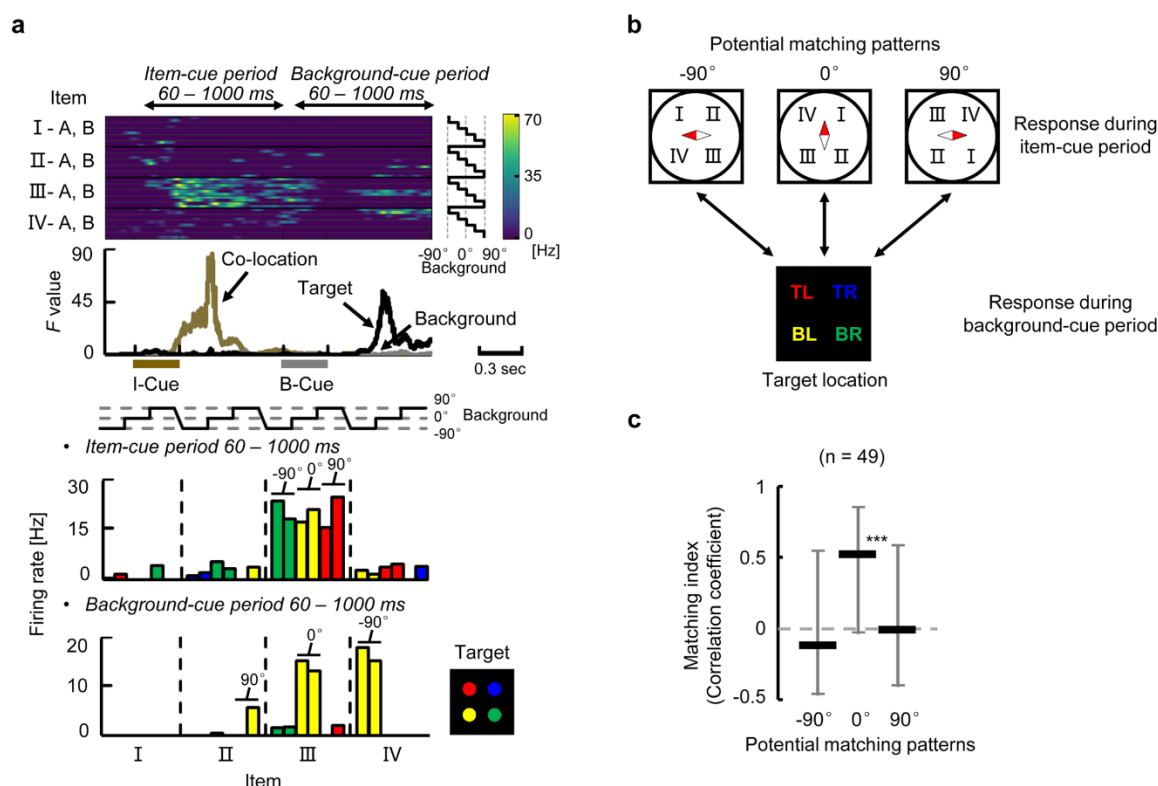 a
Item-cue period
60 – 1000 ms
Background-cue period
60 – 1000 ms
Item
I - A, B
II - A, B
III - A, B
IV - A, B
70
35
0
[Hz]
-90° 0° 90°
Background
90
45
0
F value
Co-location
Target
Background
I-Cue
B-Cue
0.3 sec
90°
0°
-90°
Background
• Item-cue period 60 – 1000 ms
30
15
0
-90°
0°
90°
Firing rate [Hz]
• Background-cue period 60 – 1000 ms
20
10
0
90°
0°
-90°
Target
I
II
III
IV
Item
b
Potential matching patterns
-90°
0°
90°
I II
IV III
IV I
III II
III IV
II I
Response during
item-cue period
TL TR
BL BR
Target location
Response during
background-cue period
c
(n = 49)
1
0.5
0
-0.5
***
Matching index
(Correlation coefficient)
-90°
0°
90°
Potential matching patterns